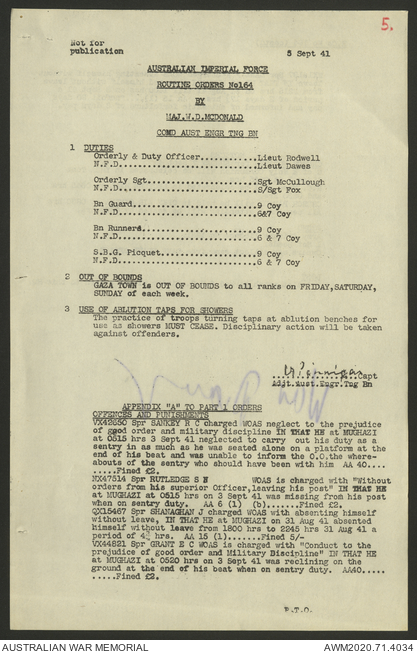 5.
Not for
publication
5 Sept 41
AUSTRALIAN IMPERIAL FORCE
ROUTINE ORDERS No164
BY
MAJ.W.D.MCDONALD
COMD AUST ENGR TNG BN
1 DUTIES
Orderly & Duty Officer............Lieut Rodwell
N.F.D.............................Lieut Dawes
Orderly Sgt.......................Sgt McCullough
N.F.D.............................S/Sgt Fox
Bn Guard..........................9 Coy
N.F.D.............................6&7 Coy
Bn Runners........................9 Coy
N.F.D.............................6 & 7 Coy
S.B.G. Picquet....................9 Coy
N.F.D.............................6 & 7 Coy
2 OUT OF BOUNDS
GAZA TOWN is OUT OF BOUNDS to all ranks on FRIDAY,SATURDAY,
SUNDAY of each week.
3 USE OF ABLUTION TAPS FOR SHOWERS
The practice of troops turning taps at ablution benches for
use as showers MUST CEASE. Disciplinary action will be taken
against offenders.
.................Capt
Adjt.Aust.Engr.Tng Bn
APPENDIX "A" TO PART 1 ORDERS
OFFENCES AND PUNISHMENTS
VX42650 Spr SANKEY R C charged WOAS neglect to the prejudice
of good order and military discipline IN THAT HE at MUGHAZI
at 0515 hrs 3 Sept 41 neglected to carry out his duty as a
sentry in as much as he was seated alone on a platform at the
end of his beat and was unable to inform the O.O.the where-
abouts of the sentry who should have been with him AA 40....
.....Fined £2.
NX47514 Spr RUTLEDGE S N WOAS is charged with "Without
orders from his superior Officer,leaving his post" IN THAT HE
at MUGHAZI at 0515 hrs on 3 Sept 41 was missing from his post
when on sentry duty. AA 6 (1) (b).....Fined £2.
QX15467 Spr SHANAGHAN J charged WOAS with absenting himself
without leave, IN THAT HE at MUGHAZI on 31 Aug 41 absented
himself without leave from 1800 hrs to 2245 hrs 31 Aug 41 a
period of 4¾ hrs. AA 15 (1).......Fined 5/-
VX44821 Spr GRANT E C WOAS is charged with "Conduct to the
prejudice of good order and Military Discipline" IN THAT HE
at MUGHAZI at 0520 hrs on 3 Sept 41 was reclining on the
ground at the end of his beat when on sentry duty. AA40.....
.....Fined £2.
P.T.O.
AUSTRALIAN WAR MEMORIAL
AWM2020.71.4034